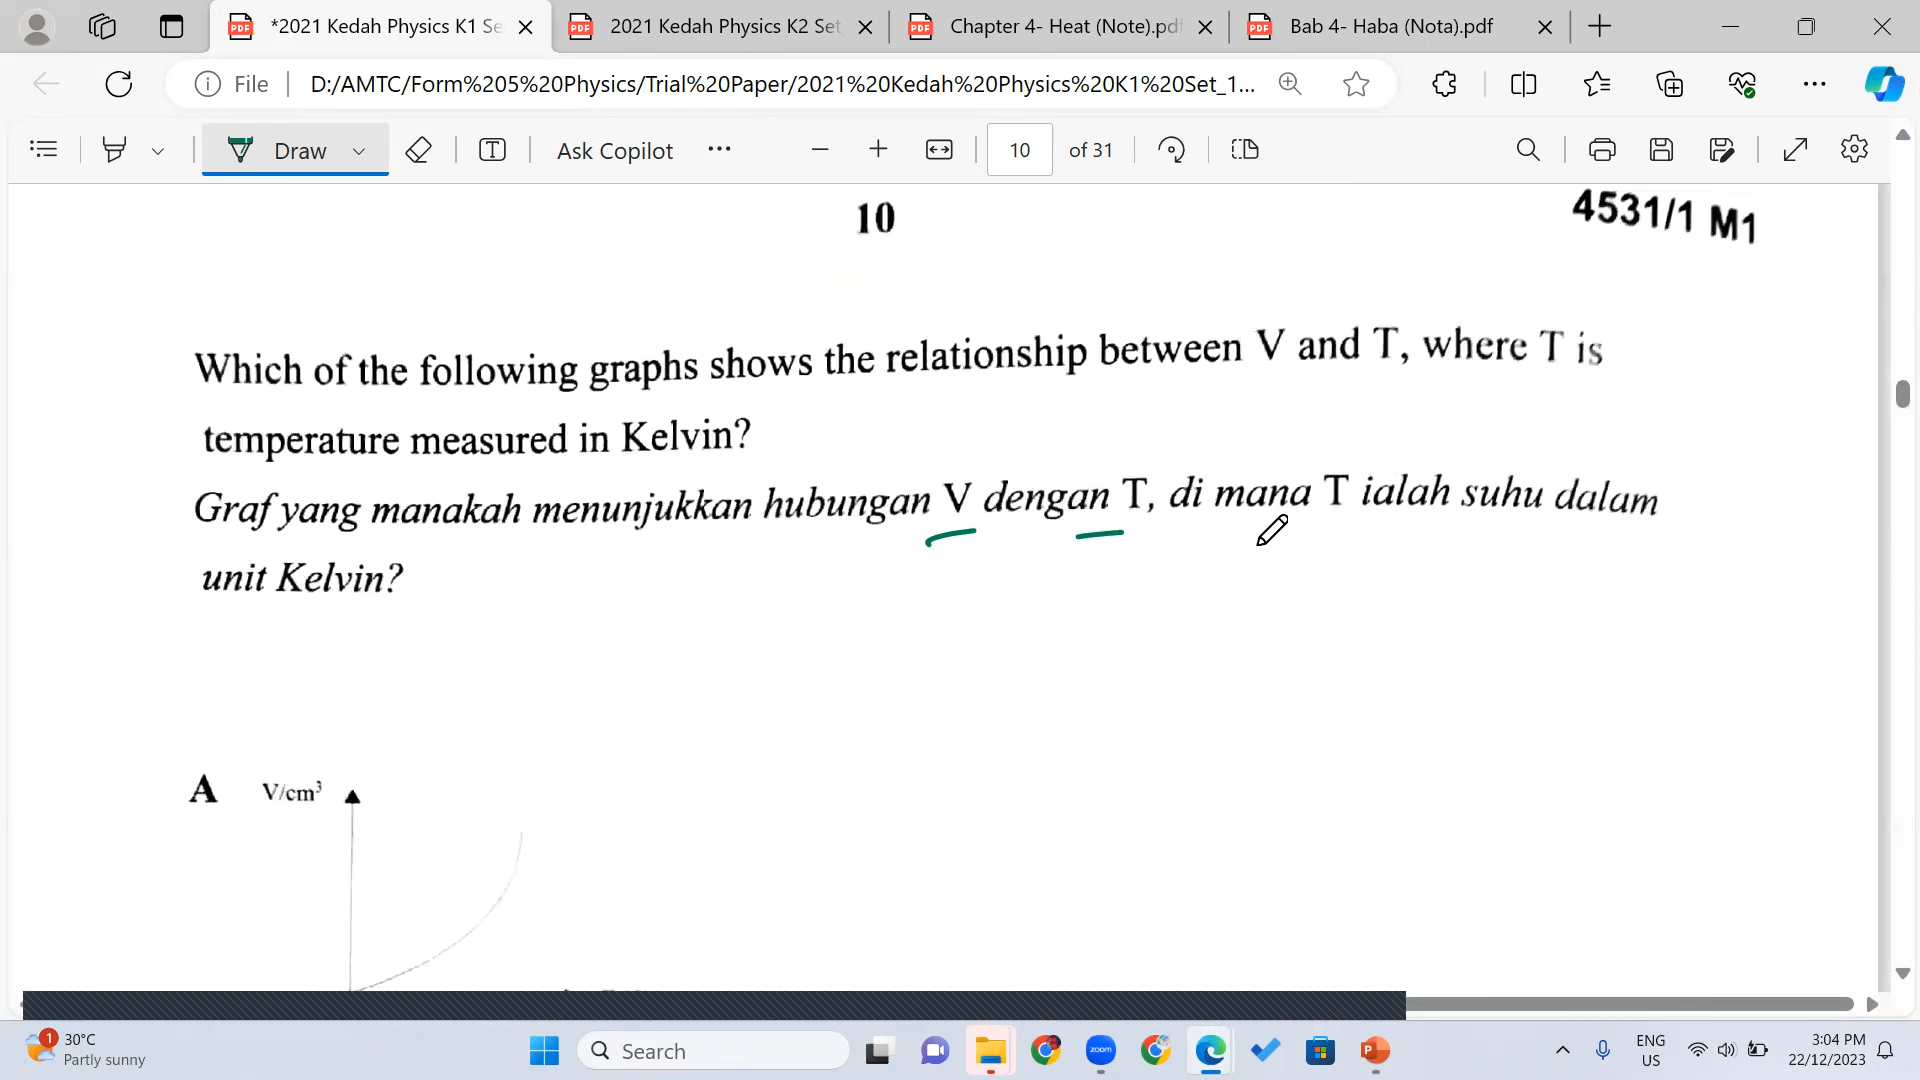 *2021 Kedah Physics K1 Se
2021 Kedah Physics K2 Set
Chapter 4- Heat (Note).pdf
Bab 4- Haba (Nota).pdf
File
D:/AMTC/Form%205%20Physics/Trial%20Paper/2021%20Kedah%20Physics%20K1%20Set_1...
Draw
Ask Copilot
10 of 31
10
4531/1 M1
Which of the following graphs shows the relationship between V and T, where T is
temperature measured in Kelvin?
Graf yang manakah menunjukkan hubungan V dengan T, di mana T ialah suhu dalam
unit Kelvin?
A V/cm³
1
30°C
Partly sunny
Search
zoom
ENG
US
3:04 PM
22/12/2023